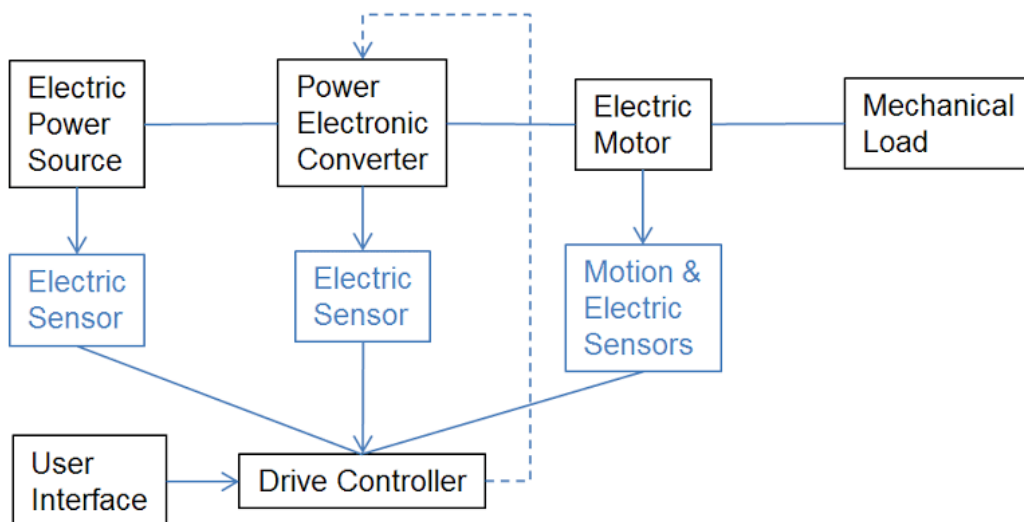 Electric
Power
Source
Power
Electronic
Converter
Electric
Motor
Mechanical
Load
Electric
Sensor
Electric
Sensor
Motion &
Electric
Sensors
User
Interface
Drive Controller